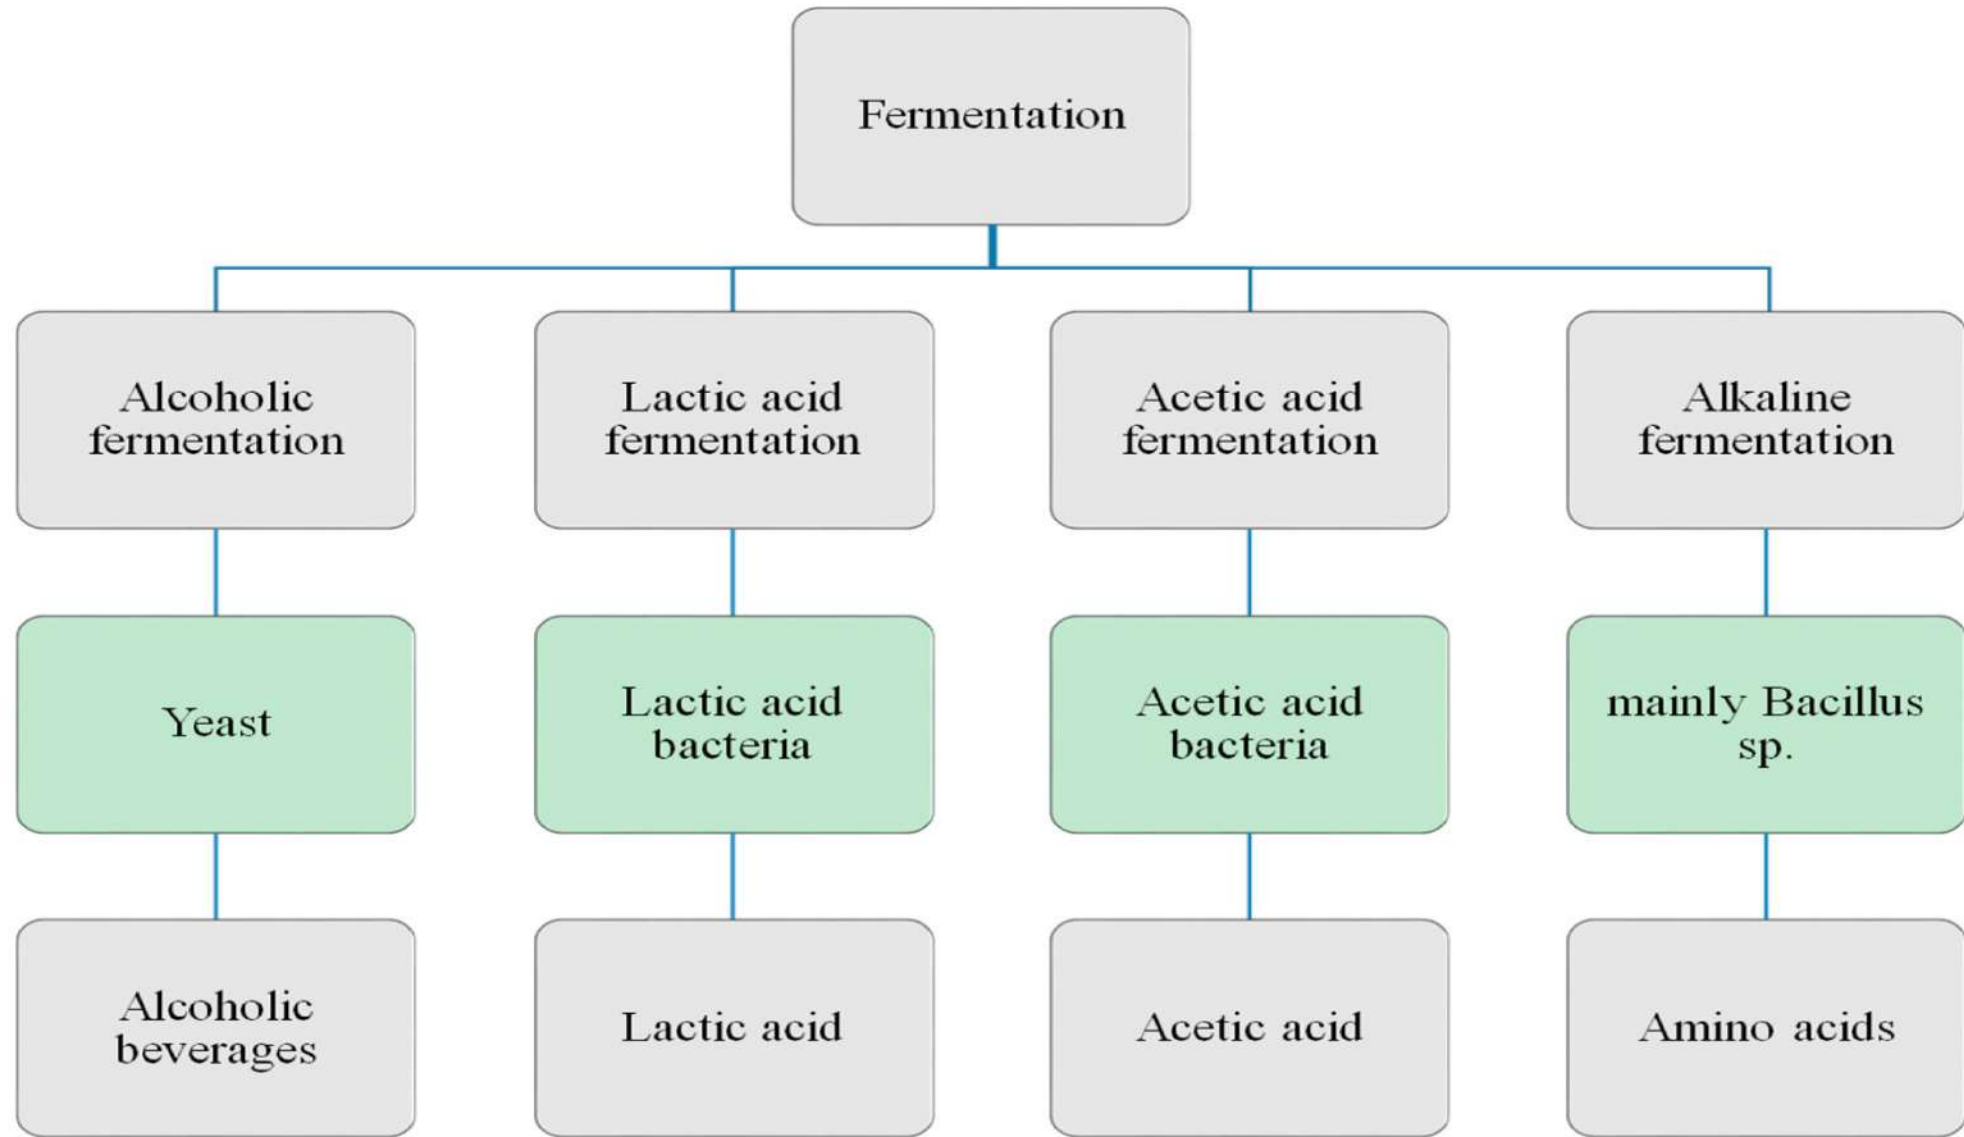 Fermentation
Alcoholic
fermentation
Lactic acid
fermentation
Acetic acid
fermentation
Alkaline
fermentation
Yeast
Lactic acid
bacteria
Acetic acid
bacteria
mainly Bacillus
sp.
Alcoholic
beverages
Lactic acid
Acetic acid
Amino acids